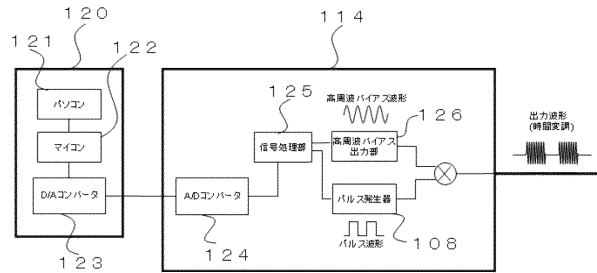 120
114
121
122
パソコン
マイコン
D/Aコンバータ
123
A/Dコンバータ
124
125
信号処理部
高周波バイアス波形
126
高周波バイアス
出力部
パルス発生器
108
パルス波形
出力波形
(時間変調)